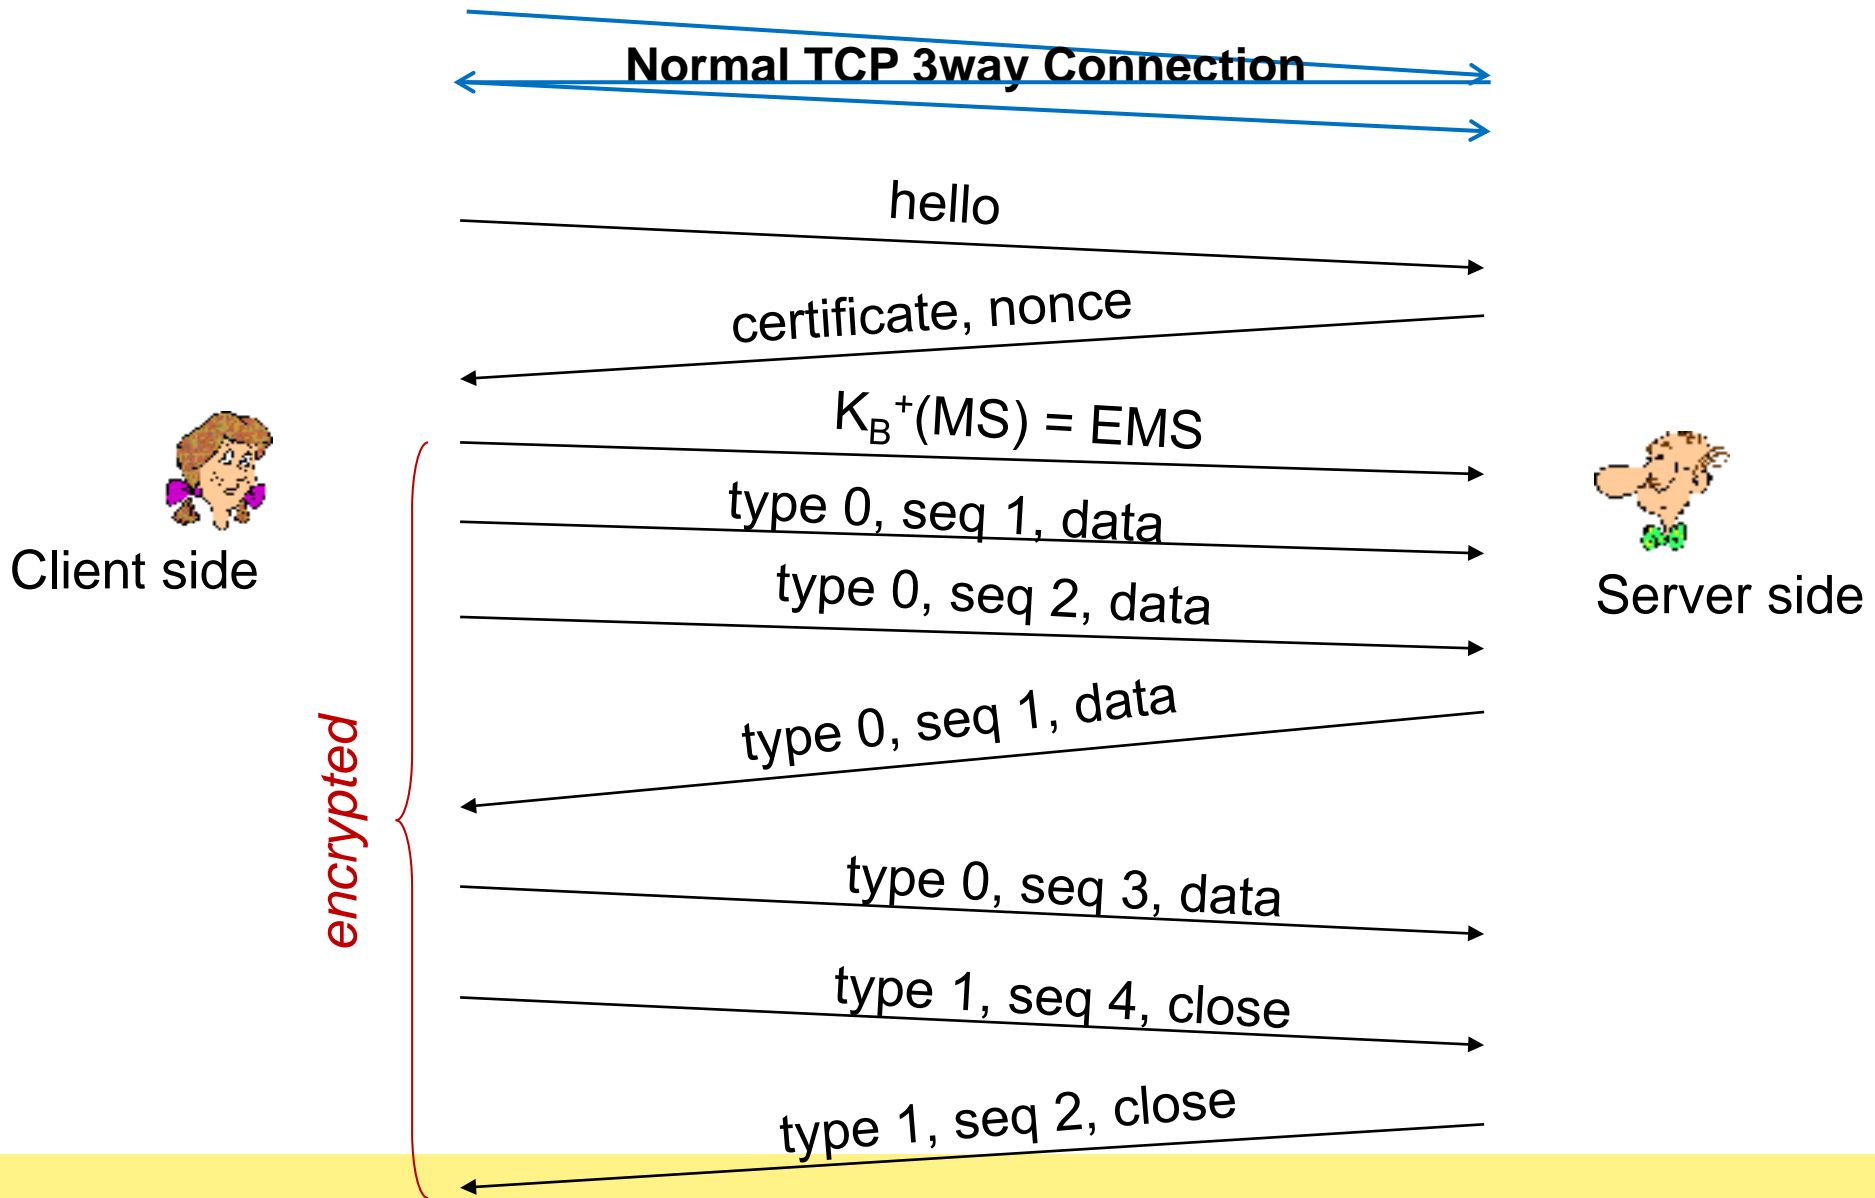 Normal TCP 3way Connection
hello
certificate, nonce
K_B^+(MS) = EMS
type 0, seq 1, data
Client side
type 0, seq 2, data
Server side
type 0, seq 1, data
encrypted
type 0, seq 3, data
type 1, seq 4, close
type 1, seq 2, close